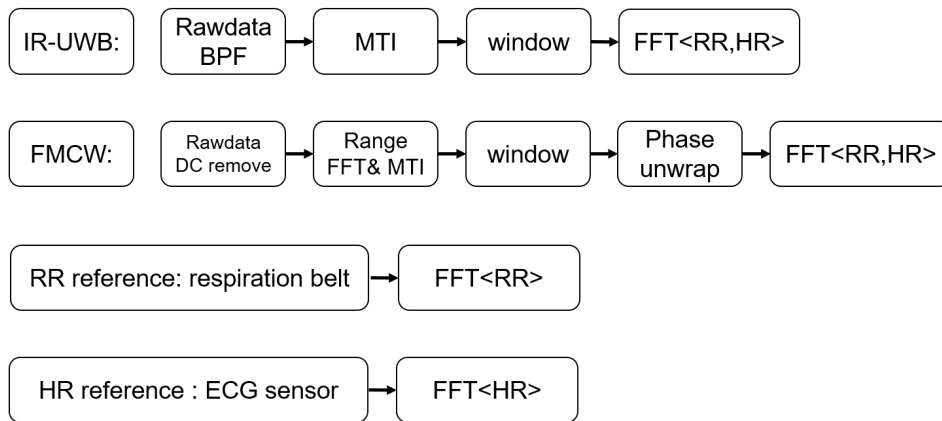 IR-UWB:
Rawdata
BPF
MTI
window
FFT<RR,HR>
FMCW:
Rawdata
DC remove
Range
FFT& MTI
window
Phase
unwrap
FFT<RR,HR>
RR reference: respiration belt
FFT<RR>
HR reference : ECG sensor
FFT<HR>